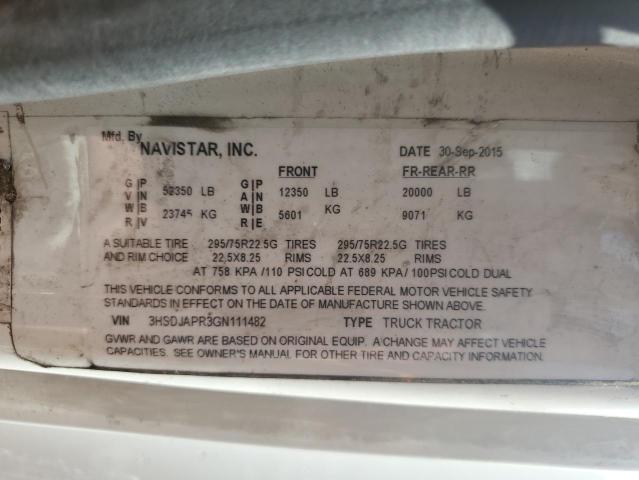 Mfd. By
NAVISTAR, INC. DATE 30-Sep-2015
FRONT FR-REAR-RR
G P 52350 LB G P 12350 LB 20000 LB
V N A N
W B 23745 KG W B 5601 KG 9071 KG
R V R E
A SUITABLE TIRE 295/75R22.5G TIRES 295/75R22.5G TIRES
AND RIM CHOICE 22.5X8.25 RIMS 22.5X8.25 RIMS
AT 758 KPA /110 PSI COLD AT 689 KPA / 100 PSI COLD DUAL
THIS VEHICLE CONFORMS TO ALL APPLICABLE FEDERAL MOTOR VEHICLE SAFETY
STANDARDS IN EFFECT ON THE DATE OF MANUFACTURE SHOWN ABOVE.
VIN 3HSDJAPR3GN111482 TYPE TRUCK TRACTOR
GVWR AND GAWR ARE BASED ON ORIGINAL EQUIP. A CHANGE MAY AFFECT VEHICLE
CAPACITIES. SEE OWNER'S MANUAL FOR OTHER TIRE AND CAPACITY COMBINATIONS.